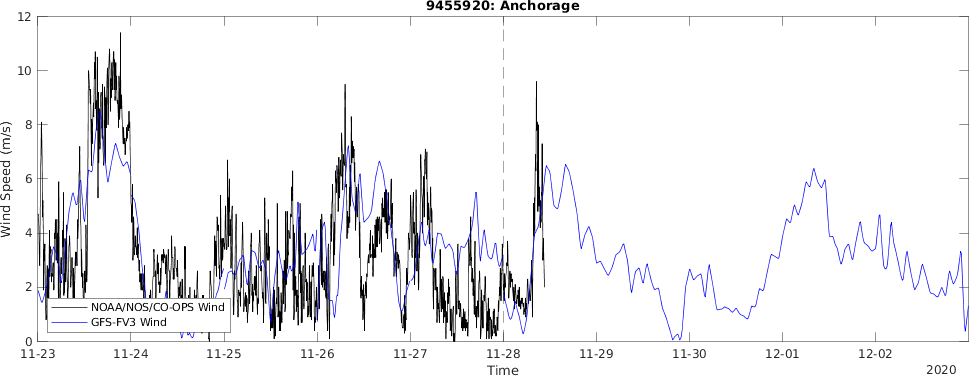 9455920: Anchorage
12
10
8
6
4
2
0
Wind Speed (m/s)
NOAA/NOS/CO-OPS Wind
GFS-FV3 Wind
11-23 11-24 11-25 11-26 11-27 11-28 11-29 11-30 12-01 12-02
Time
2020